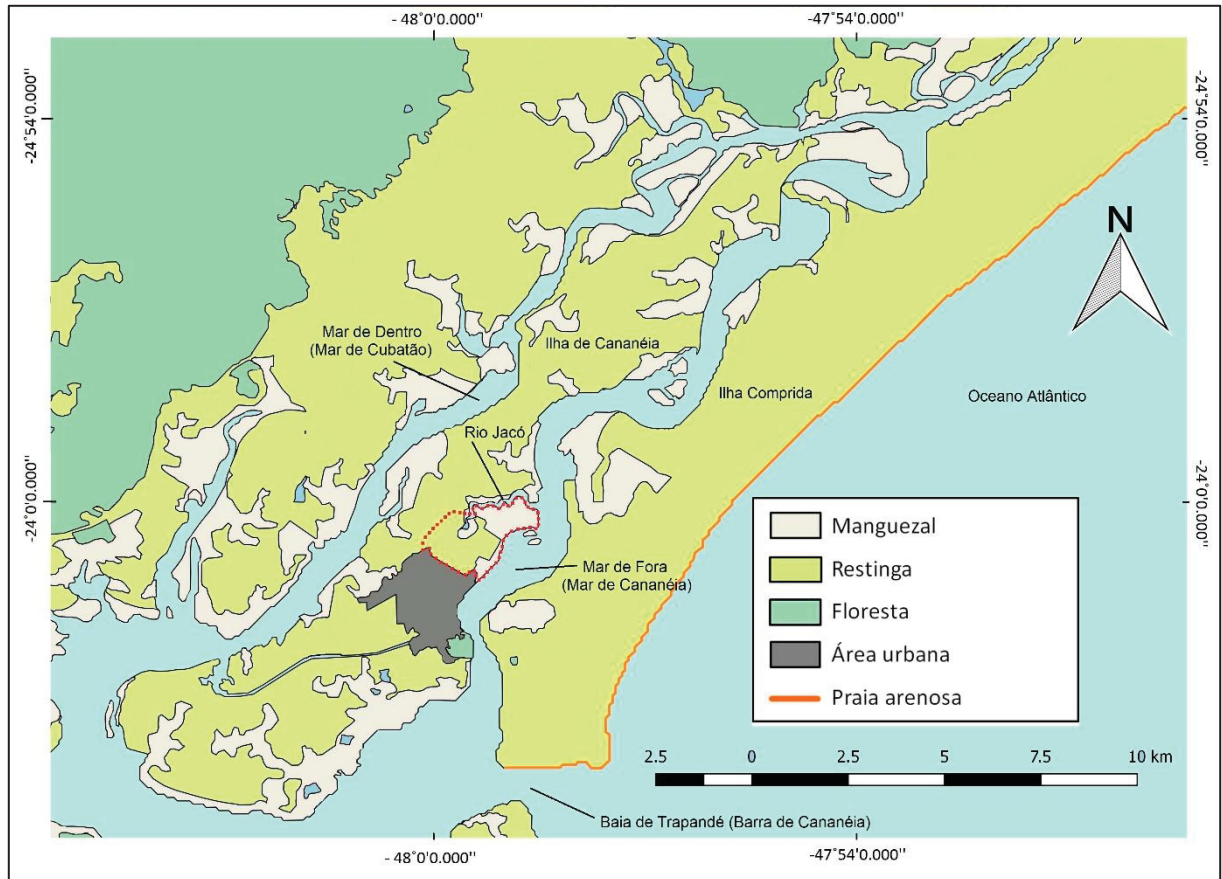 - 48°0'0.000''
-47°54'0.000''
-24°54'0.000''
-24°54'0.000''
N
Mar de Dentro
(Mar de Cubatão)
Ilha de Cananéia
Ilha Comprida
Oceano Atlântico
Rio Jacó
-24°0'0.000''
-24°0'0.000''
Mar de Fora
(Mar de Cananéia)
Manguezal
Restinga
Floresta
Área urbana
Praia arenosa
2.5 0 2.5 5 7.5 10 km
Baia de Trapandé (Barra de Cananéia)
- 48°0'0.000''
-47°54'0.000''